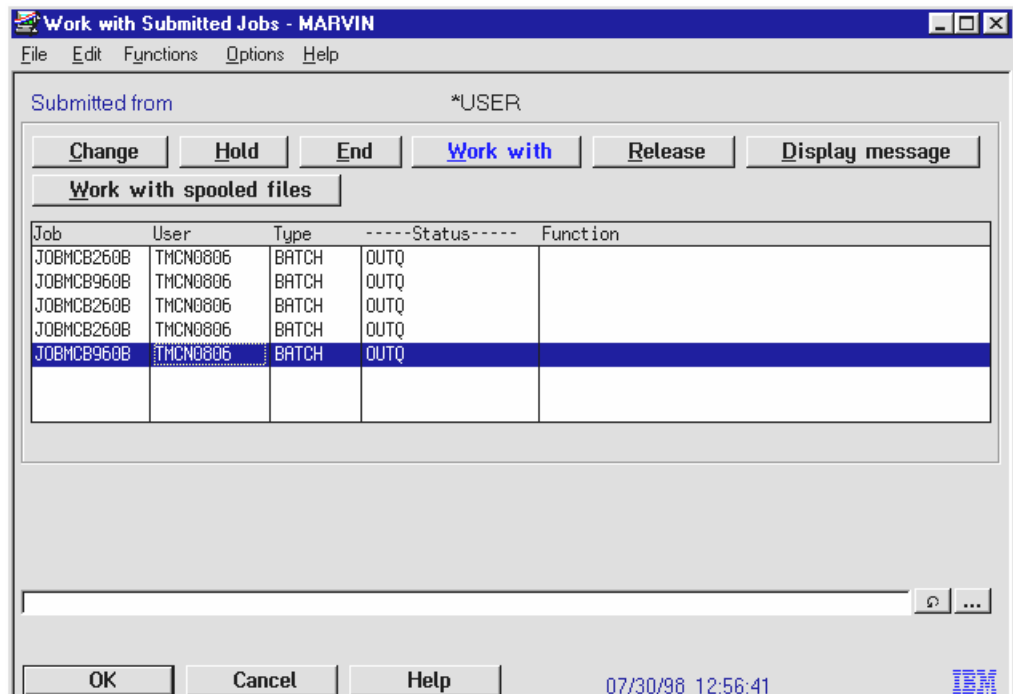 Work with Submitted Jobs - MARVIN
File Edit Functions Options Help
Submitted from *USER
Change Hold End Work with Release Display message
Work with spooled files
Job User Type -----Status----- Function
JOBMCB260B TMCN0806 BATCH OUTQ
JOBMCB960B TMCN0806 BATCH OUTQ
JOBMCB260B TMCN0806 BATCH OUTQ
JOBMCB260B TMCN0806 BATCH OUTQ
JOBMCB960B TMCN0806 BATCH OUTQ
...
OK Cancel Help 07/30/98 12:56:41 IBM